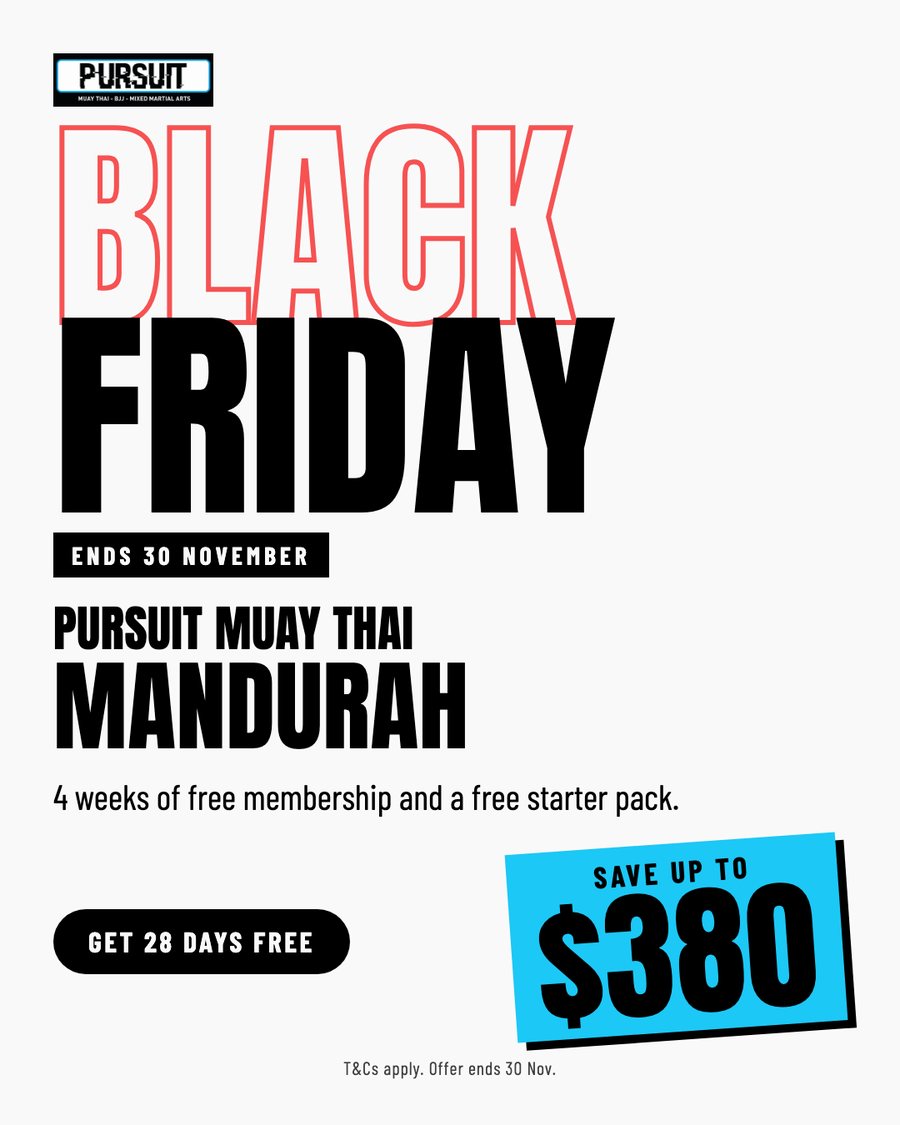 PURSUIT
MUAY THAI - BJJ - MIXED MARTIAL ARTS
BLACK
FRIDAY
ENDS 30 NOVEMBER
PURSUIT MUAY THAI
MANDURAH
4 weeks of free membership and a free starter pack.
SAVE UP TO
$380
GET 28 DAYS FREE
T&Cs apply. Offer ends 30 Nov.